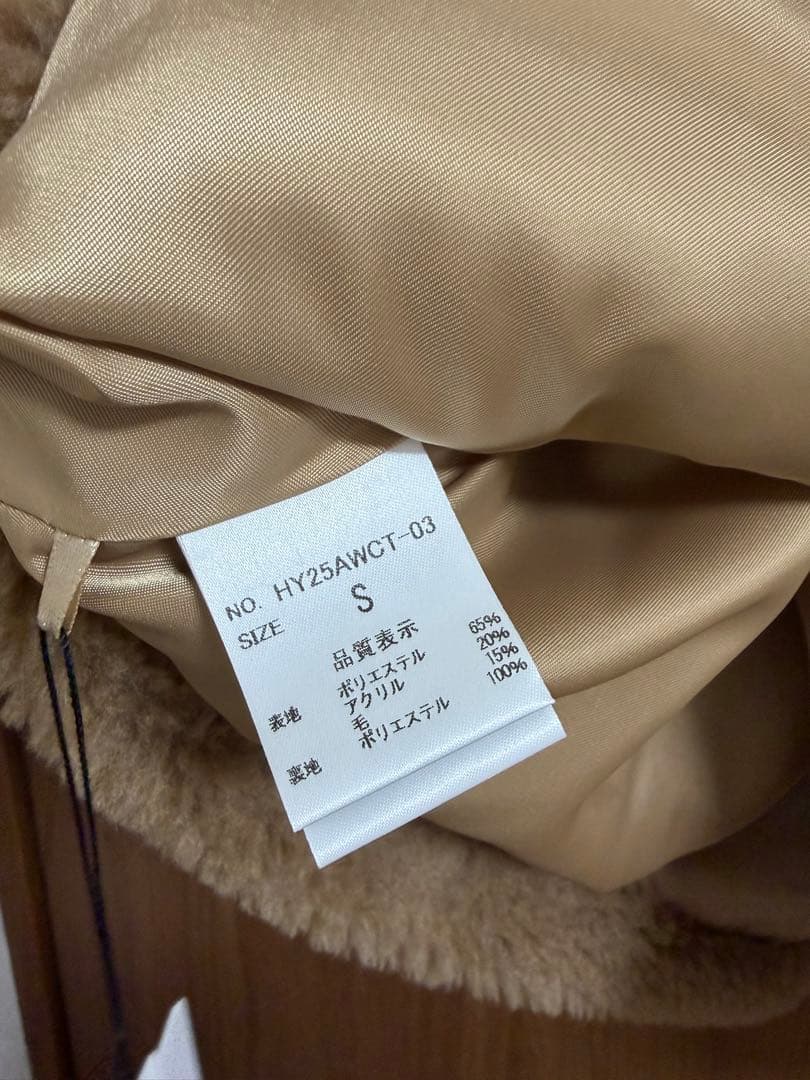 NO. HY25AWCT-03
SIZE S
品質表示
表地 ポリエステル 65%
アクリル 20%
毛 15%
裏地 ポリエステル 100%